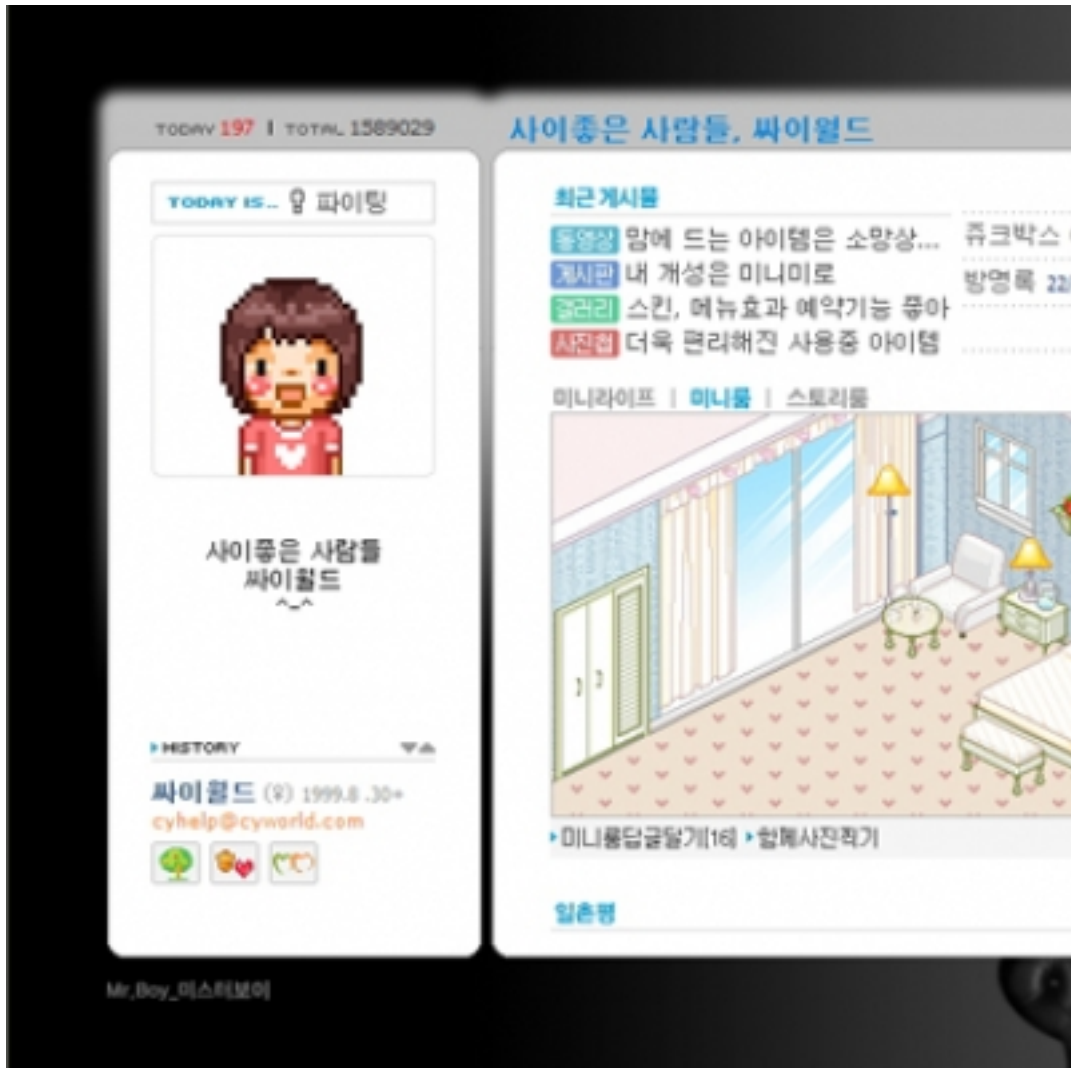 TODAY 197 | TOTAL 1589029
사이좋은 사람들, 싸이월드
TODAY IS.. 파이팅
사이좋은 사람들
싸이월드
^_^
HISTORY
싸이월드 (♀) 1999.8 .30+
cyhelp@cyworld.com
최근 게시물
동영상 맘에 드는 아이템은 소망상...
게시판 내 개성은 미니미로
갤러리 스킨, 메뉴효과 예약기능 좋아
사진첩 더욱 편리해진 사용중 아이템
쥬크박스
방명록
미니라이프 | 미니룸 | 스토리룸
미니룸답글달기[16] 함께사진찍기
일촌평
Mr,Boy_미스터보이